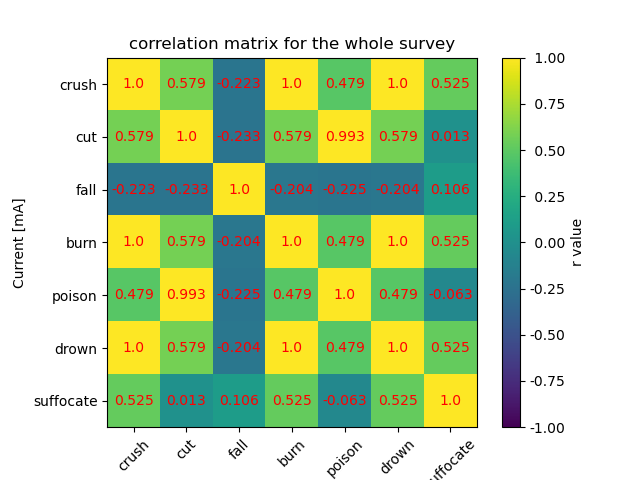 correlation matrix for the whole survey
crush 1.0 0.579 -0.223 1.0 0.479 1.0 0.525
cut 0.579 1.0 -0.233 0.579 0.993 0.579 0.013
fall -0.223 -0.233 1.0 -0.204 -0.225 -0.204 0.106
burn 1.0 0.579 -0.204 1.0 0.479 1.0 0.525
poison 0.479 0.993 -0.225 0.479 1.0 0.479 -0.063
drown 1.0 0.579 -0.204 1.0 0.479 1.0 0.525
suffocate 0.525 0.013 0.106 0.525 -0.063 0.525 1.0
crush cut fall burn poison drown uffocate
Current [mA]
1.00
0.75
0.50
0.25
0.00
-0.25
-0.50
-0.75
-1.00
r value